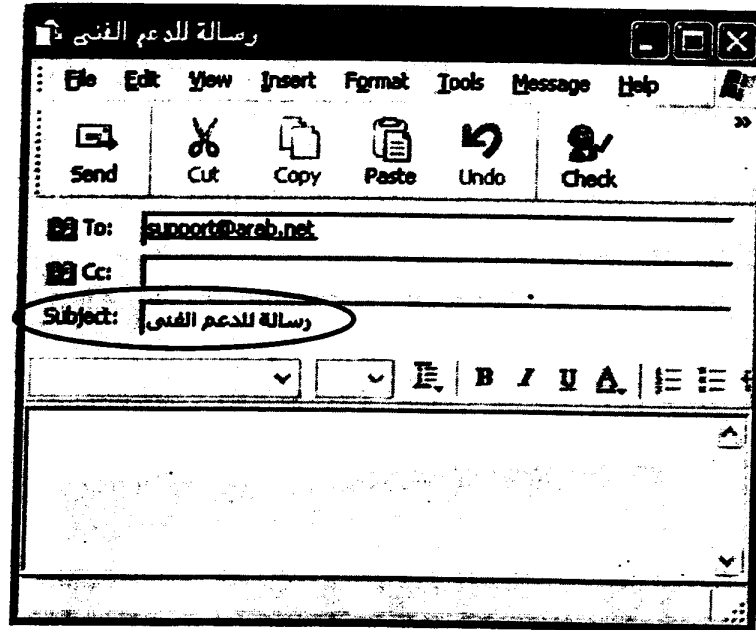 رسالة للدعم الفنى
File Edit View Insert Format Tools Message Help
Send Cut Copy Paste Undo Check
To: support@arab.net
Cc:
Subject: رسالة للدعم الفنى
B I U A